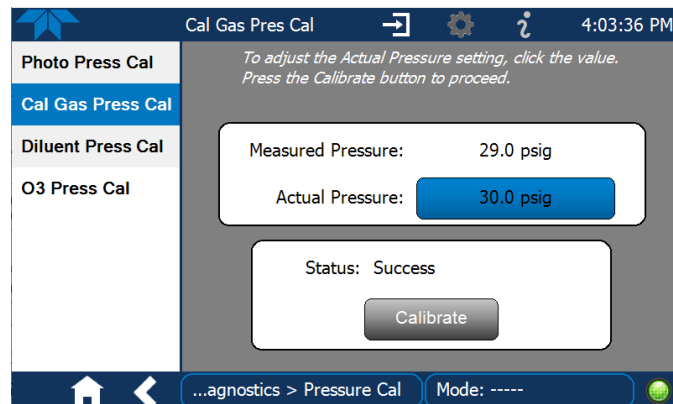 Cal Gas Pres Cal
4:03:36 PM
Photo Press Cal
Cal Gas Press Cal
Diluent Press Cal
O3 Press Cal
To adjust the Actual Pressure setting, click the value.
Press the Calibrate button to proceed.
Measured Pressure: 29.0 psig
Actual Pressure: 30.0 psig
Status: Success
Calibrate
...agnostics > Pressure Cal
Mode: -----